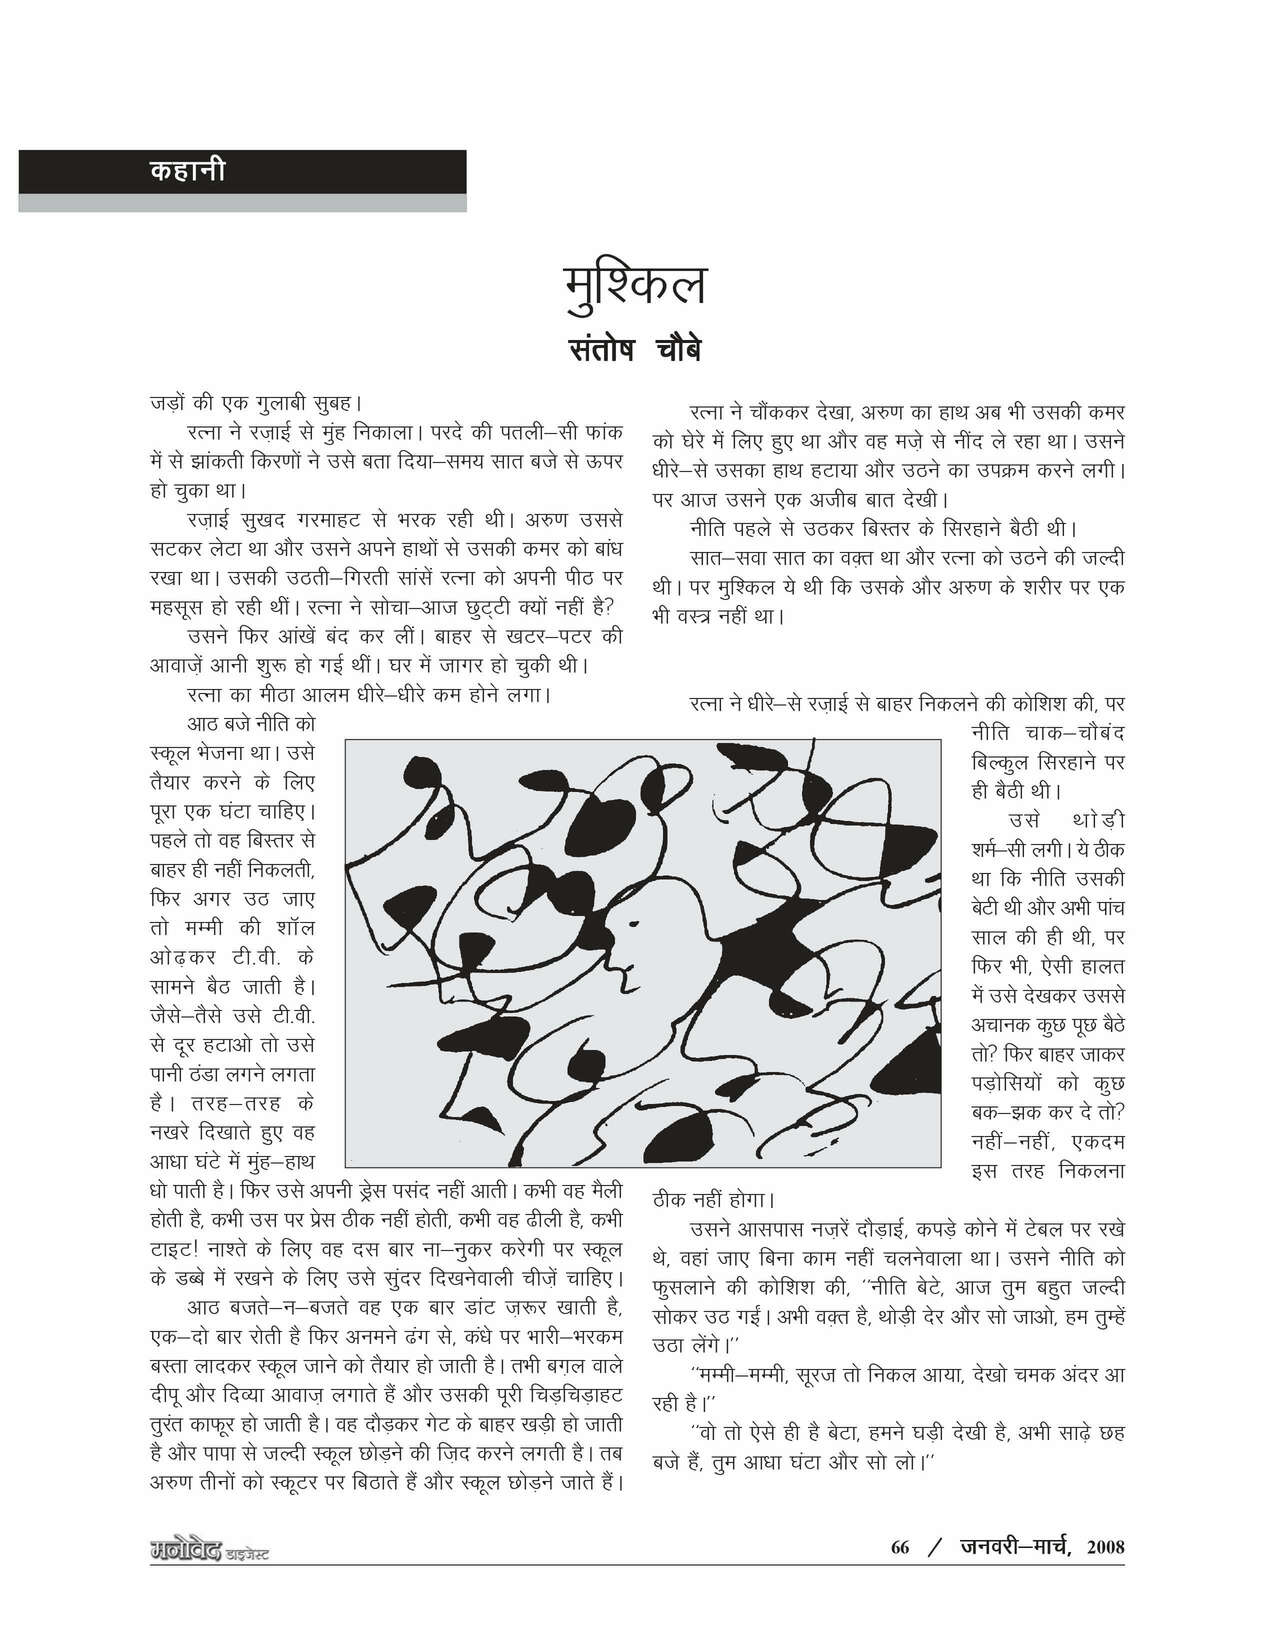 कहानी
मुश्किल
संतोष चौबे
जड़ों की एक गुलाबी सुबह।
रत्ना ने रज़ाई से मुंह निकाला। परदे की पतली–सी फांक
में से झांकती किरणों ने उसे बता दिया–समय सात बजे से ऊपर
हो चुका था।
रज़ाई सुखद गरमाहट से भरक रही थी। अरुण उससे
सटकर लेटा था और उसने अपने हाथों से उसकी कमर को बांध
रखा था। उसकी उठती–गिरती सांसें रत्ना को अपनी पीठ पर
महसूस हो रही थीं। रत्ना ने सोचा–आज छुट्टी क्यों नहीं है?
उसने फिर आंखें बंद कर लीं। बाहर से खटर–पटर की
आवाज़ें आनी शुरू हो गई थीं। घर में जागर हो चुकी थी।
रत्ना का मीठा आलम धीरे–धीरे कम होने लगा।
आठ बजे नीति को
स्कूल भेजना था। उसे
तैयार करने के लिए
पूरा एक घंटा चाहिए।
पहले तो वह बिस्तर से
बाहर ही नहीं निकलती,
फिर अगर उठ जाए
तो मम्मी की शॉल
ओढ़कर टी.वी. के
सामने बैठ जाती है।
जैसे–तैसे उसे टी.वी.
से दूर हटाओ तो उसे
पानी ठंडा लगने लगता
है। तरह–तरह के
नखरे दिखाते हुए वह
आधा घंटे में मुंह–हाथ
धो पाती है। फिर उसे अपनी ड्रेस पसंद नहीं आती। कभी वह मैली
होती है, कभी उस पर प्रेस ठीक नहीं होती, कभी वह ढीली है, कभी
टाइट! नाश्ते के लिए वह दस बार ना–नुकर करेगी पर स्कूल
के डब्बे में रखने के लिए उसे सुंदर दिखनेवाली चीज़ें चाहिए।
आठ बजते–न–बजते वह एक बार डांट ज़रूर खाती है,
एक–दो बार रोती है फिर अनमने ढंग से, कंधे पर भारी–भरकम
बस्ता लादकर स्कूल जाने को तैयार हो जाती है। तभी बग़ल वाले
दीपू और दिव्या आवाज़ लगाते हैं और उसकी पूरी चिड़चिड़ाहट
तुरंत काफूर हो जाती है। वह दौड़कर गेट के बाहर खड़ी हो जाती
है और पापा से जल्दी स्कूल छोड़ने की ज़िद करने लगती है। तब
अरुण तीनों को स्कूटर पर बिठाते हैं और स्कूल छोड़ने जाते हैं।
रत्ना ने चौंककर देखा, अरुण का हाथ अब भी उसकी कमर
को घेरे में लिए हुए था और वह मज़े से नींद ले रहा था। उसने
धीरे–से उसका हाथ हटाया और उठने का उपक्रम करने लगी।
पर आज उसने एक अजीब बात देखी।
नीति पहले से उठकर बिस्तर के सिरहाने बैठी थी।
सात–सवा सात का वक़्त था और रत्ना को उठने की जल्दी
थी। पर मुश्किल ये थी कि उसके और अरुण के शरीर पर एक
भी वस्त्र नहीं था।
रत्ना ने धीरे–से रज़ाई से बाहर निकलने की कोशिश की, पर
नीति चाक–चौबंद
बिल्कुल सिरहाने पर
ही बैठी थी।
उसे थोड़ी
शर्म–सी लगी। ये ठीक
था कि नीति उसकी
बेटी थी और अभी पांच
साल की ही थी, पर
फिर भी, ऐसी हालत
में उसे देखकर उससे
अचानक कुछ पूछ बैठे
तो? फिर बाहर जाकर
पड़ोसियों को कुछ
बक–झक कर दे तो?
नहीं–नहीं, एकदम
इस तरह निकलना
ठीक नहीं होगा।
उसने आसपास नज़रें दौड़ाई, कपड़े कोने में टेबल पर रखे
थे, वहां जाए बिना काम नहीं चलनेवाला था। उसने नीति को
फुसलाने की कोशिश की, ''नीति बेटे, आज तुम बहुत जल्दी
सोकर उठ गईं। अभी वक़्त है, थोड़ी देर और सो जाओ, हम तुम्हें
उठा लेंगे।''
''मम्मी–मम्मी, सूरज तो निकल आया, देखो चमक अंदर आ
रही है।''
''वो तो ऐसे ही है बेटा, हमने घड़ी देखी है, अभी साढ़े छह
बजे हैं, तुम आधा घंटा और सो लो।''
मनोवेद डाइजेस्ट
66 / जनवरी–मार्च, 2008